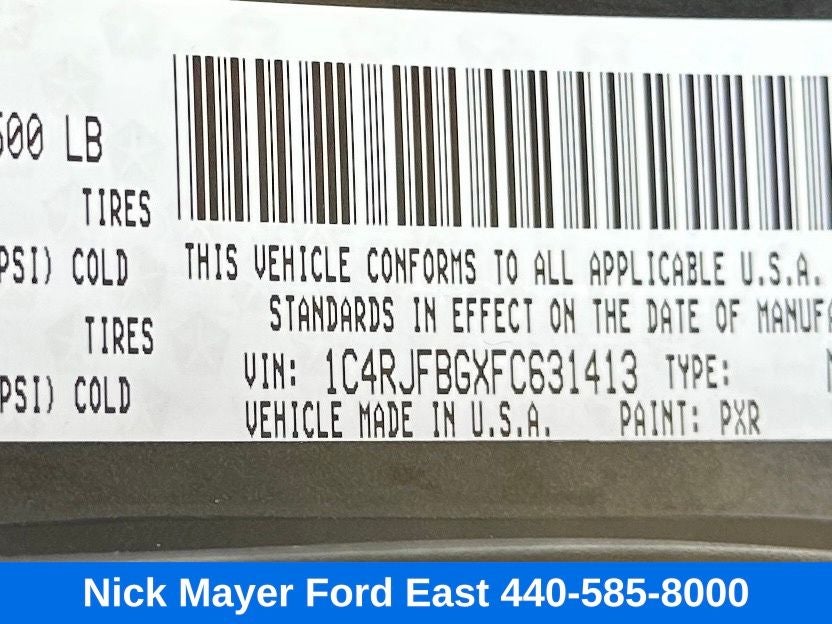 500 LB
TIRES
PSI) COLD
THIS VEHICLE CONFORMS TO ALL APPLICABLE U.S.A.
STANDARDS IN EFFECT ON THE DATE OF MANUFA
TIRES
VIN: 1C4RJFBGXFC631413 TYPE:
PSI) COLD
VEHICLE MADE IN U.S.A. PAINT: PXR
Nick Mayer Ford East 440-585-8000